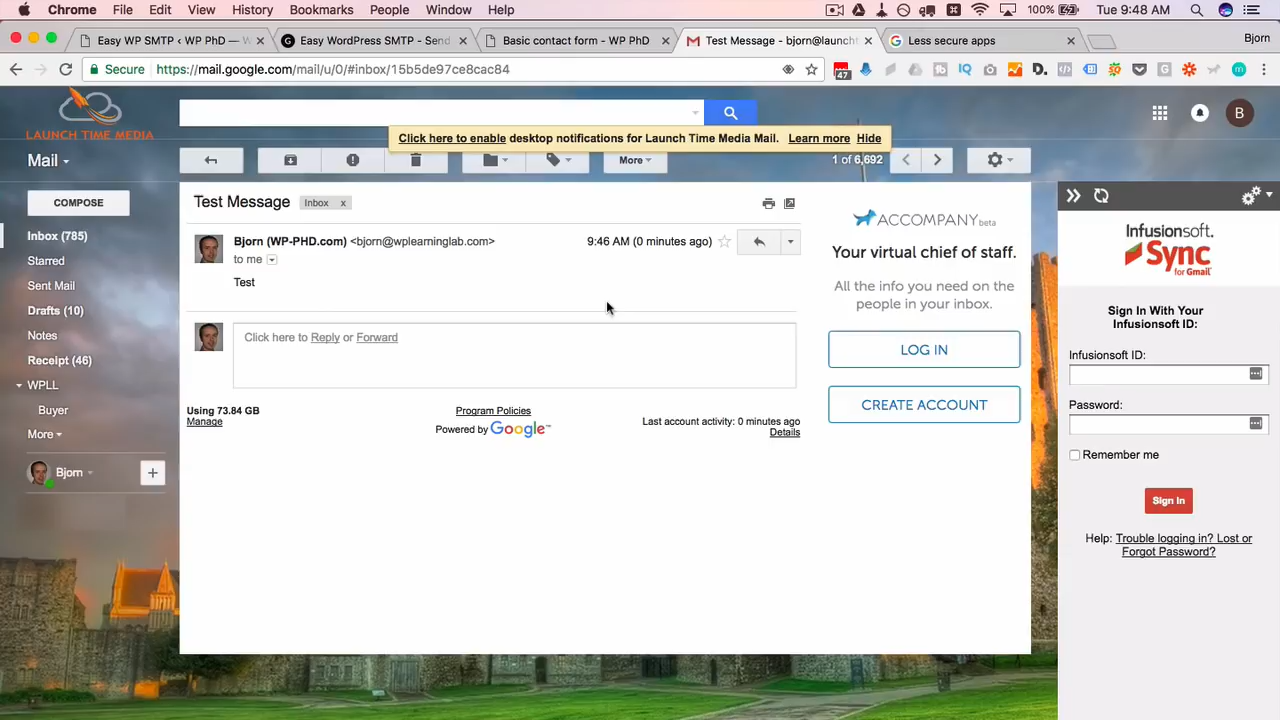 Chrome File Edit View History Bookmarks People Window Help 100% Tue 9:48 AM
Easy WP SMTP ‹ WP PhD — W Easy WordPress SMTP - Send Basic contact form - WP PhD Test Message - bjorn@launcht Less secure apps Bjorn
Secure https://mail.google.com/mail/u/0/#inbox/15b5de97ce8cac84 47
LAUNCH TIME MEDIA
B
Click here to enable desktop notifications for Launch Time Media Mail. Learn more Hide
Mail More 1 of 6,692
COMPOSE
Inbox (785)
Starred
Sent Mail
Drafts (10)
Notes
Receipt (46)
WPLL
Buyer
More
Bjorn
Test Message Inbox x
Bjorn (WP-PHD.com) <bjorn@wplearninglab.com> 9:46 AM (0 minutes ago)
to me
Test
Click here to Reply or Forward
Using 73.84 GB
Manage
Program Policies
Powered by Google™
Last account activity: 0 minutes ago
Details
ACCOMPANY beta
Your virtual chief of staff.
All the info you need on the
people in your inbox.
LOG IN
CREATE ACCOUNT
Infusionsoft.
Sync
for Gmail
Sign In With Your
Infusionsoft ID:
Infusionsoft ID:
Password:
Remember me
Sign In
Help: Trouble logging in? Lost or
Forgot Password?